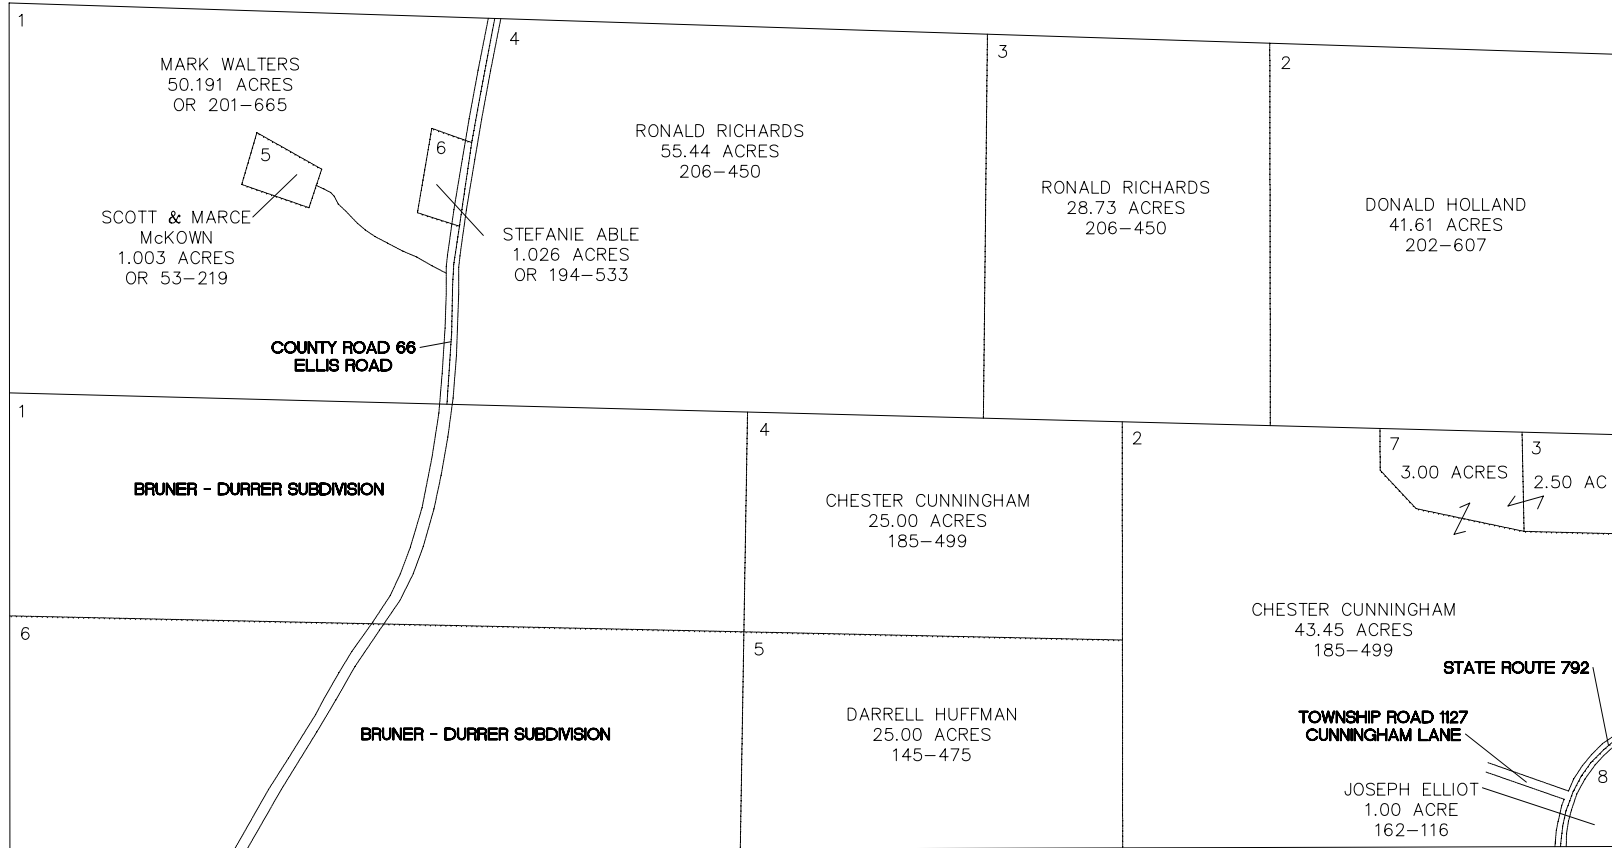 1
MARK WALTERS
50.191 ACRES
OR 201-665
5
SCOTT & MARCE
McKOWN
1.003 ACRES
OR 53-219
6
STEFANIE ABLE
1.026 ACRES
OR 194-533
COUNTY ROAD 66
ELLIS ROAD
4
RONALD RICHARDS
55.44 ACRES
206-450
3
RONALD RICHARDS
28.73 ACRES
206-450
2
DONALD HOLLAND
41.61 ACRES
202-607
1
BRUNER - DURRER SUBDIVISION
4
CHESTER CUNNINGHAM
25.00 ACRES
185-499
2
7
3.00 ACRES
3
2.50 AC
CHESTER CUNNINGHAM
43.45 ACRES
185-499
6
BRUNER - DURRER SUBDIVISION
5
DARRELL HUFFMAN
25.00 ACRES
145-475
STATE ROUTE 792
TOWNSHIP ROAD 1127
CUNNINGHAM LANE
8
JOSEPH ELLIOT
1.00 ACRE
162-116